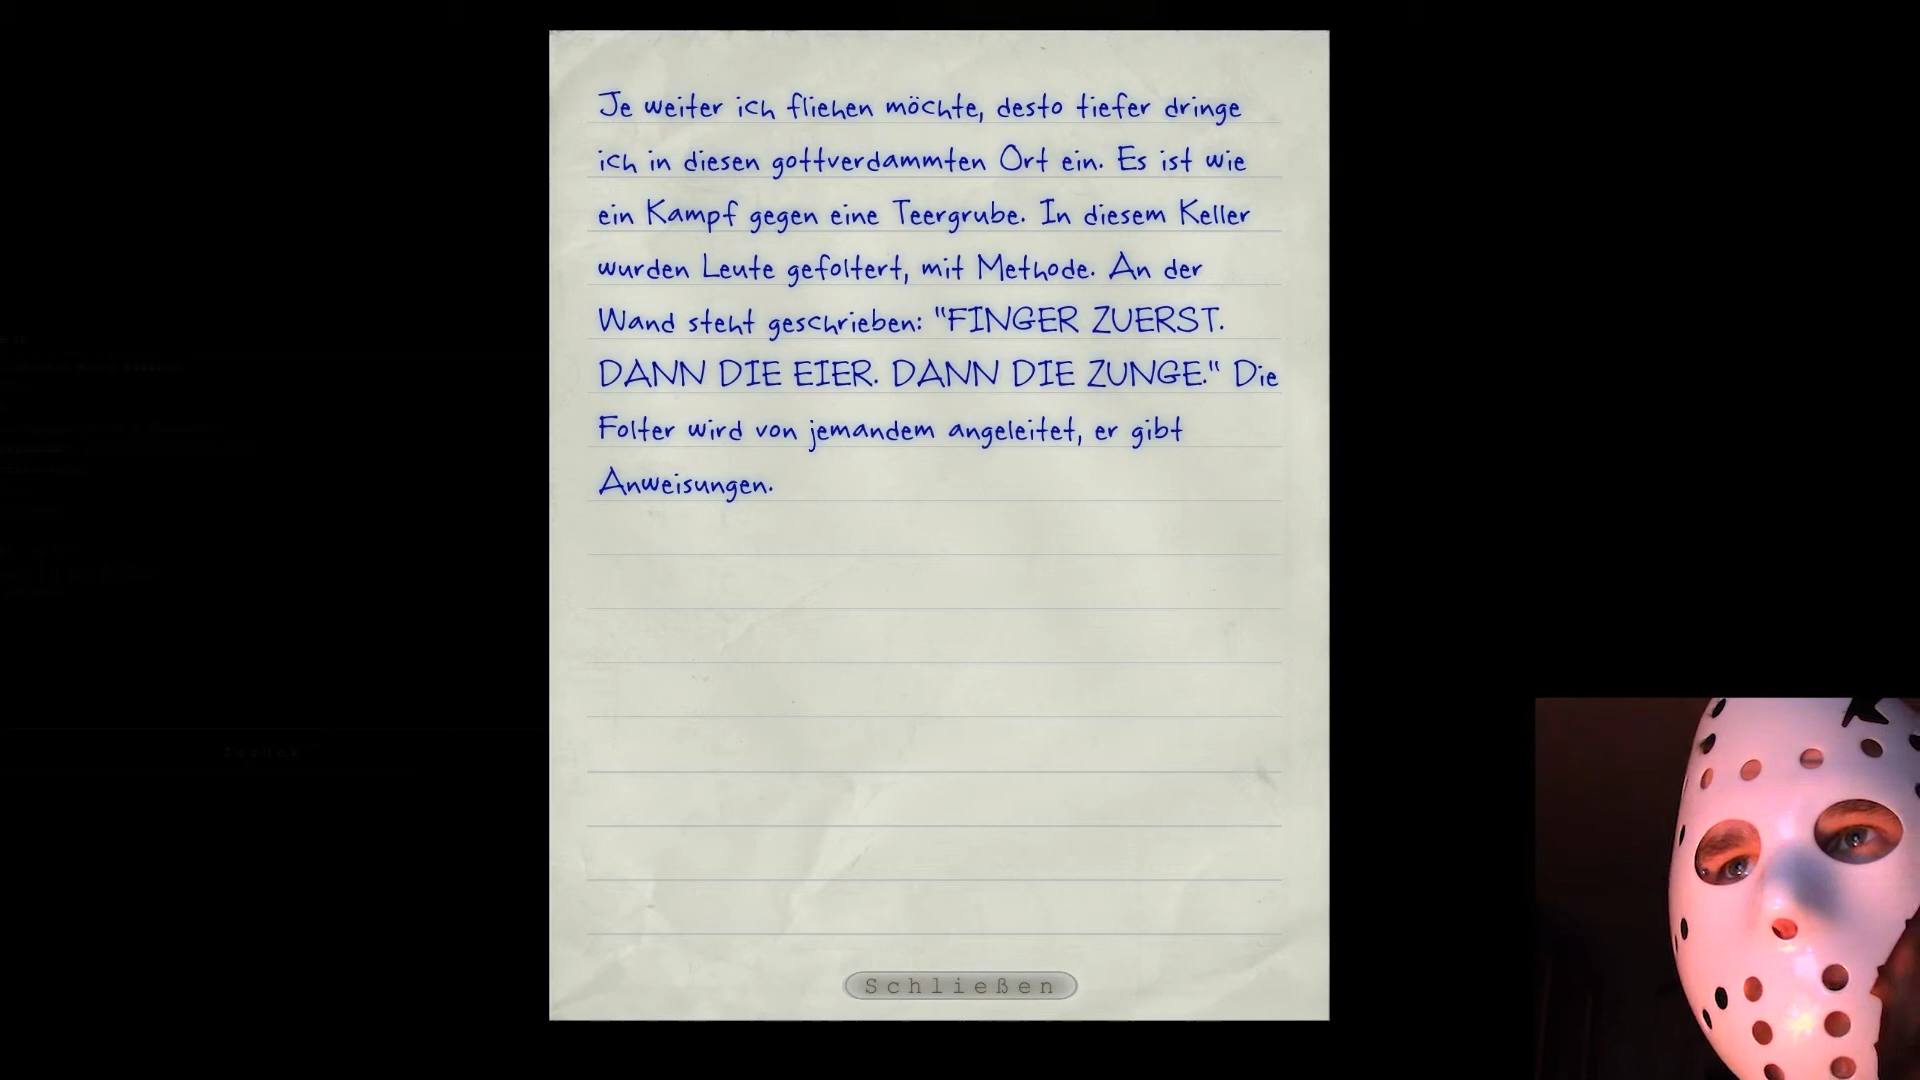 Je weiter ich fliehen möchte, desto tiefer dringe
ich in diesen gottverdammten Ort ein. Es ist wie
ein Kampf gegen eine Teergrube. In diesem Keller
wurden Leute gefoltert, mit Methode. An der
Wand steht geschrieben: "FINGER ZUERST.
DANN DIE EIER. DANN DIE ZUNGE." Die
Folter wird von jemandem angeleitet, er gibt
Anweisungen.
Schließen